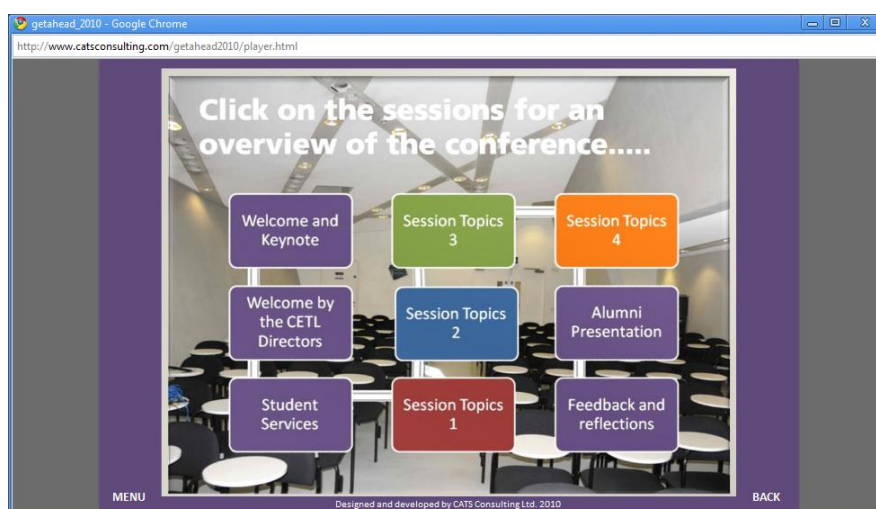 getahead_2010 - Google Chrome
http://www.catsconsulting.com/getahead2010/player.html
Click on the sessions for an
overview of the conference.....
Welcome and
Keynote
Welcome by
the CETL
Directors
Student
Services
Session Topics
1
Session Topics
2
Session Topics
3
Session Topics
4
Alumni
Presentation
Feedback and
reflections
MENU
BACK
Designed and developed by CATS Consulting Ltd. 2010